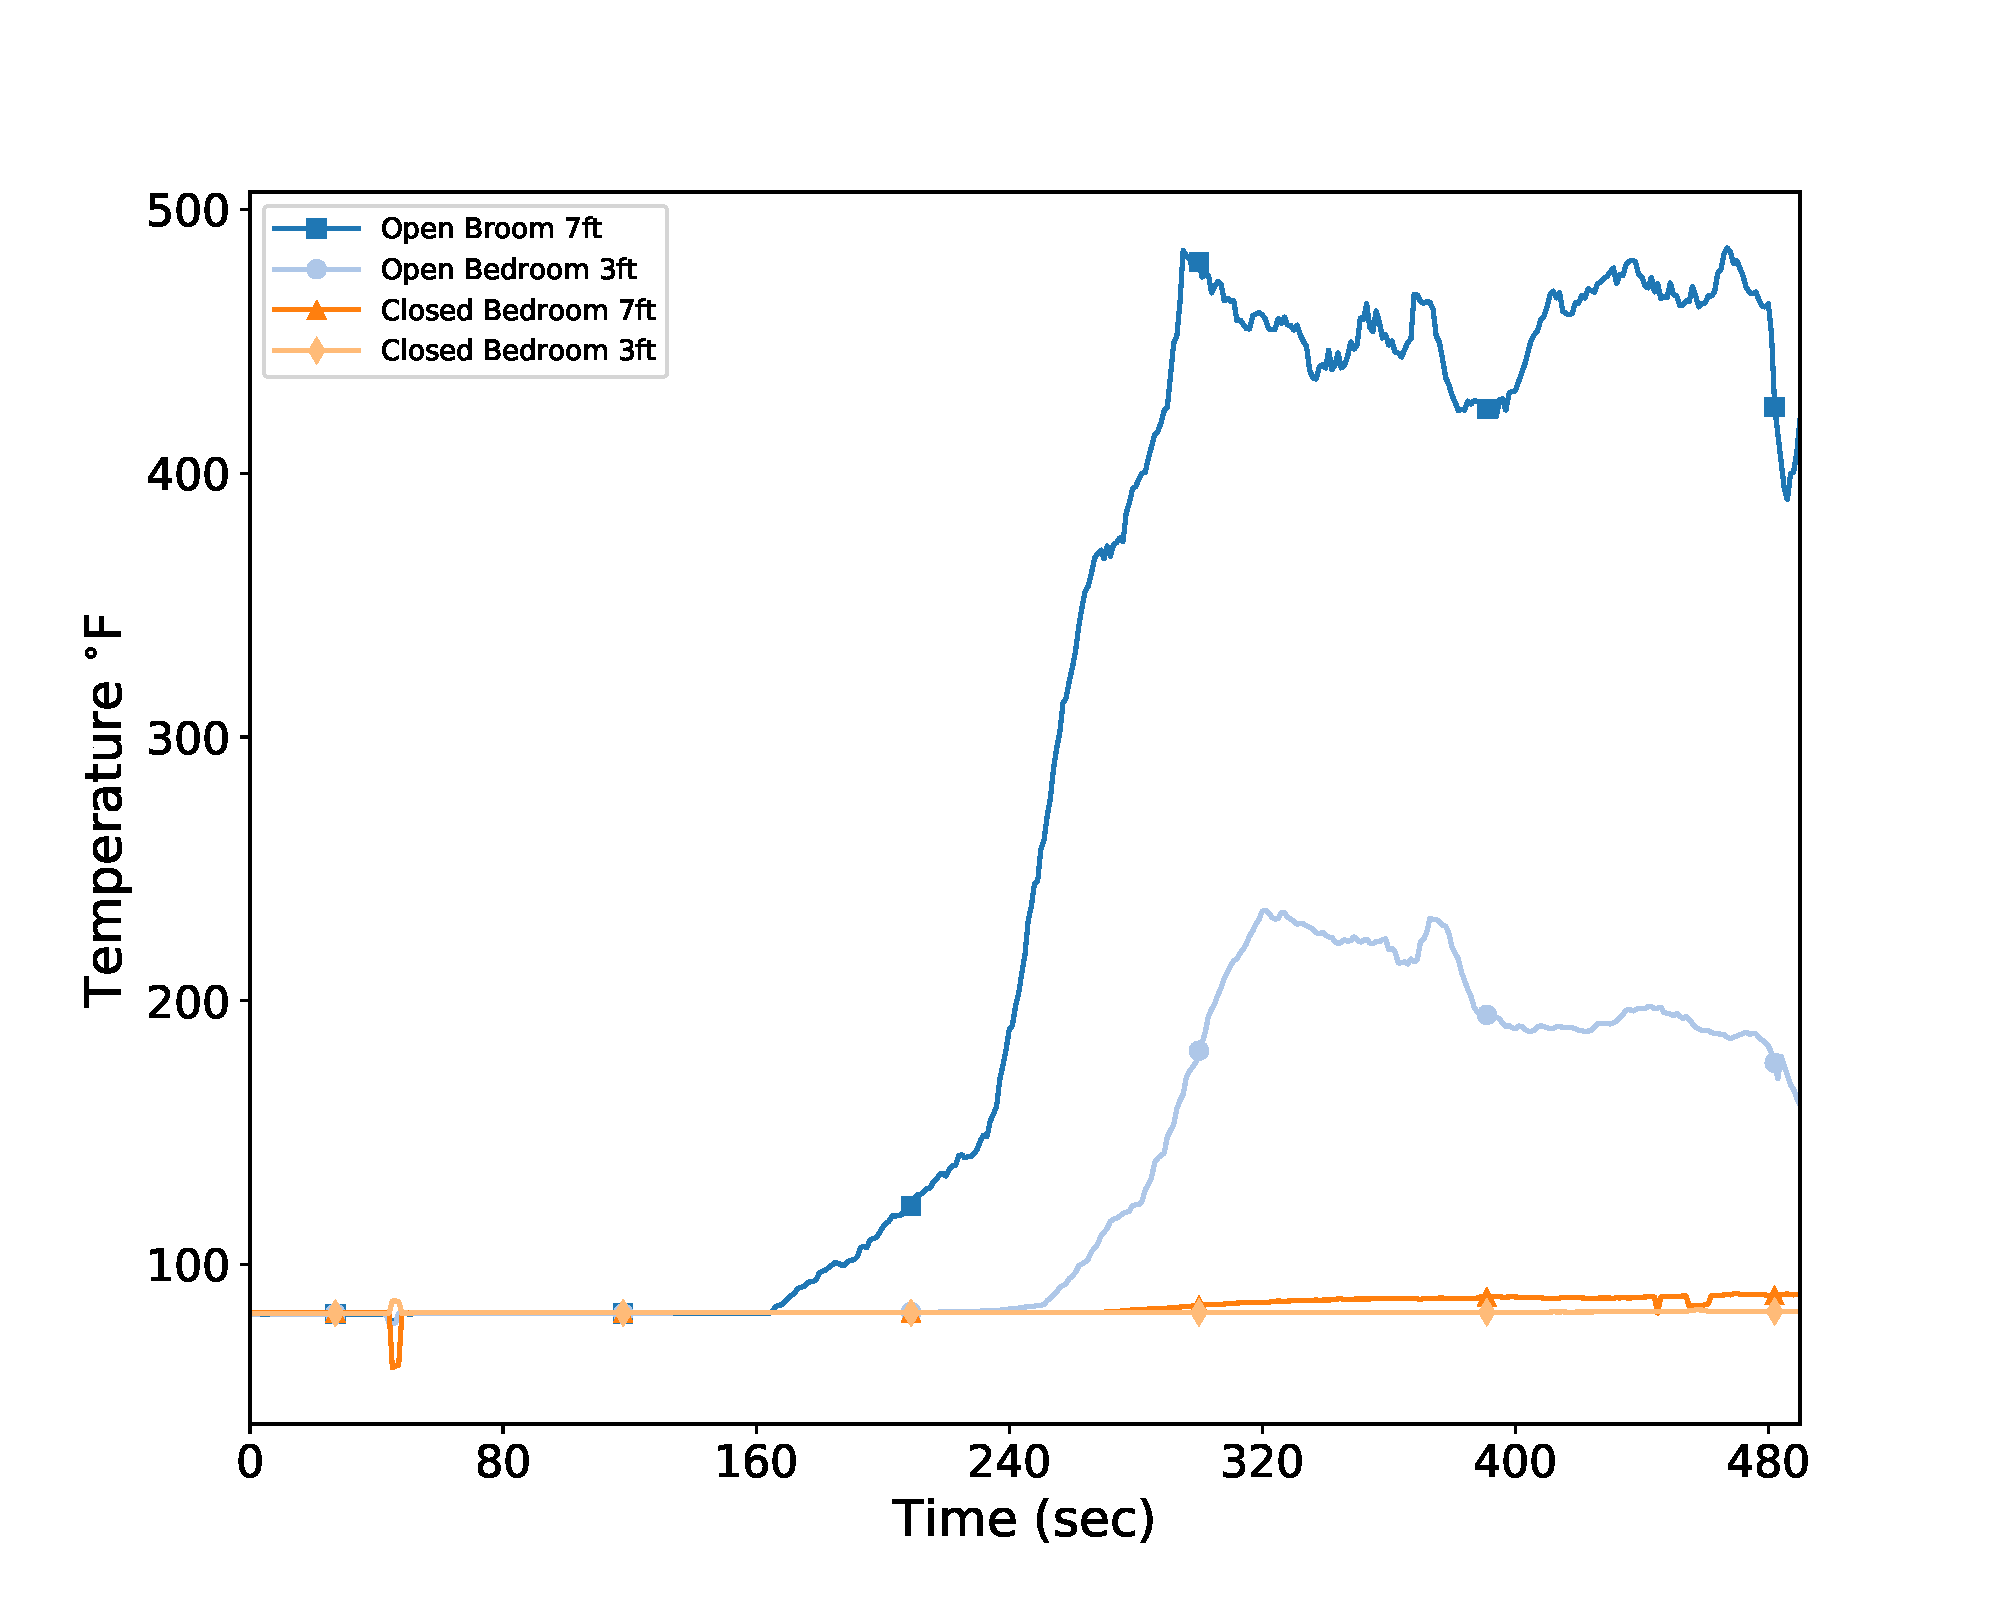 500
400
300
200
100
Temperature °F
Open Broom 7ft
Open Bedroom 3ft
Closed Bedroom 7ft
Closed Bedroom 3ft
0 80 160 240 320 400 480
Time (sec)